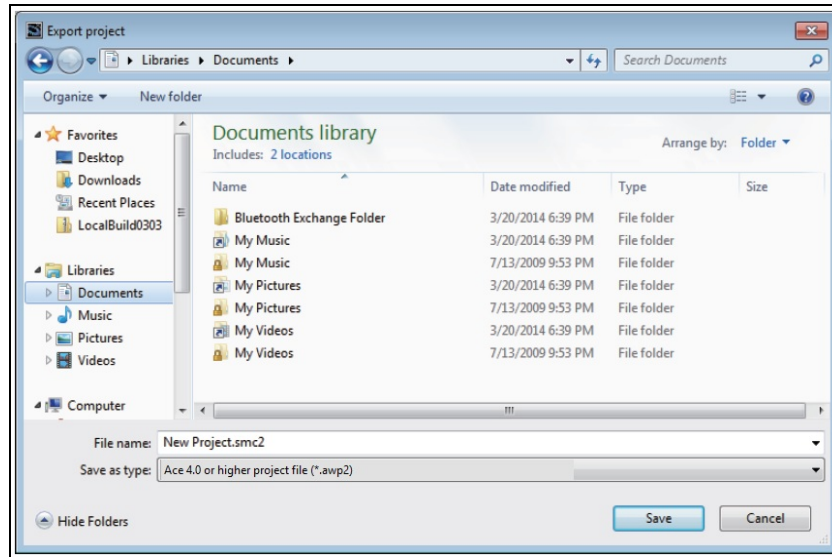 Export project
Libraries
Documents
Search Documents
Organize
New folder
Favorites
Desktop
Downloads
Recent Places
LocalBuild0303
Libraries
Documents
Music
Pictures
Videos
Computer
Documents library
Includes: 2 locations
Arrange by: Folder
Name Date modified Type Size
Bluetooth Exchange Folder 3/20/2014 6:39 PM File folder
My Music 3/20/2014 6:39 PM File folder
My Music 7/13/2009 9:53 PM File folder
My Pictures 3/20/2014 6:39 PM File folder
My Pictures 7/13/2009 9:53 PM File folder
My Videos 3/20/2014 6:39 PM File folder
My Videos 7/13/2009 9:53 PM File folder
File name: New Project.smc2
Save as type: Ace 4.0 or higher project file (*.awp2)
Hide Folders
Save
Cancel